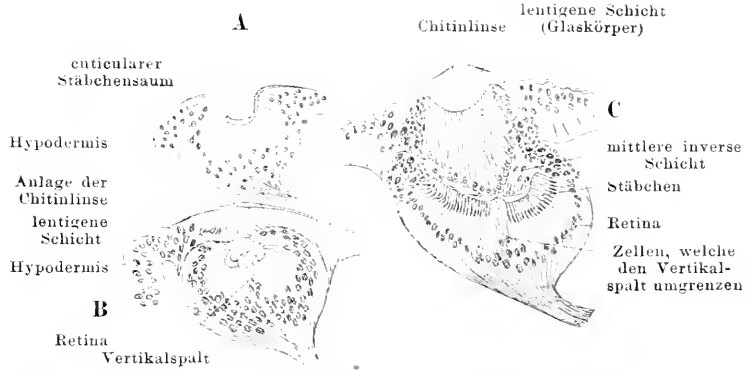 A
cuticularer
Stäbchensaum
Hypodermis
Anlage der
Chitinlinse
lentigene
Schicht
Hypodermis
B
Retina
Vertikalspalt
lentigene Schicht
Chitinlinse (Glaskörper)
C
mittlere inverse
Schicht
Stäbchen
Retina
Zellen, welche
den Vertikal-
spalt umgrenzen